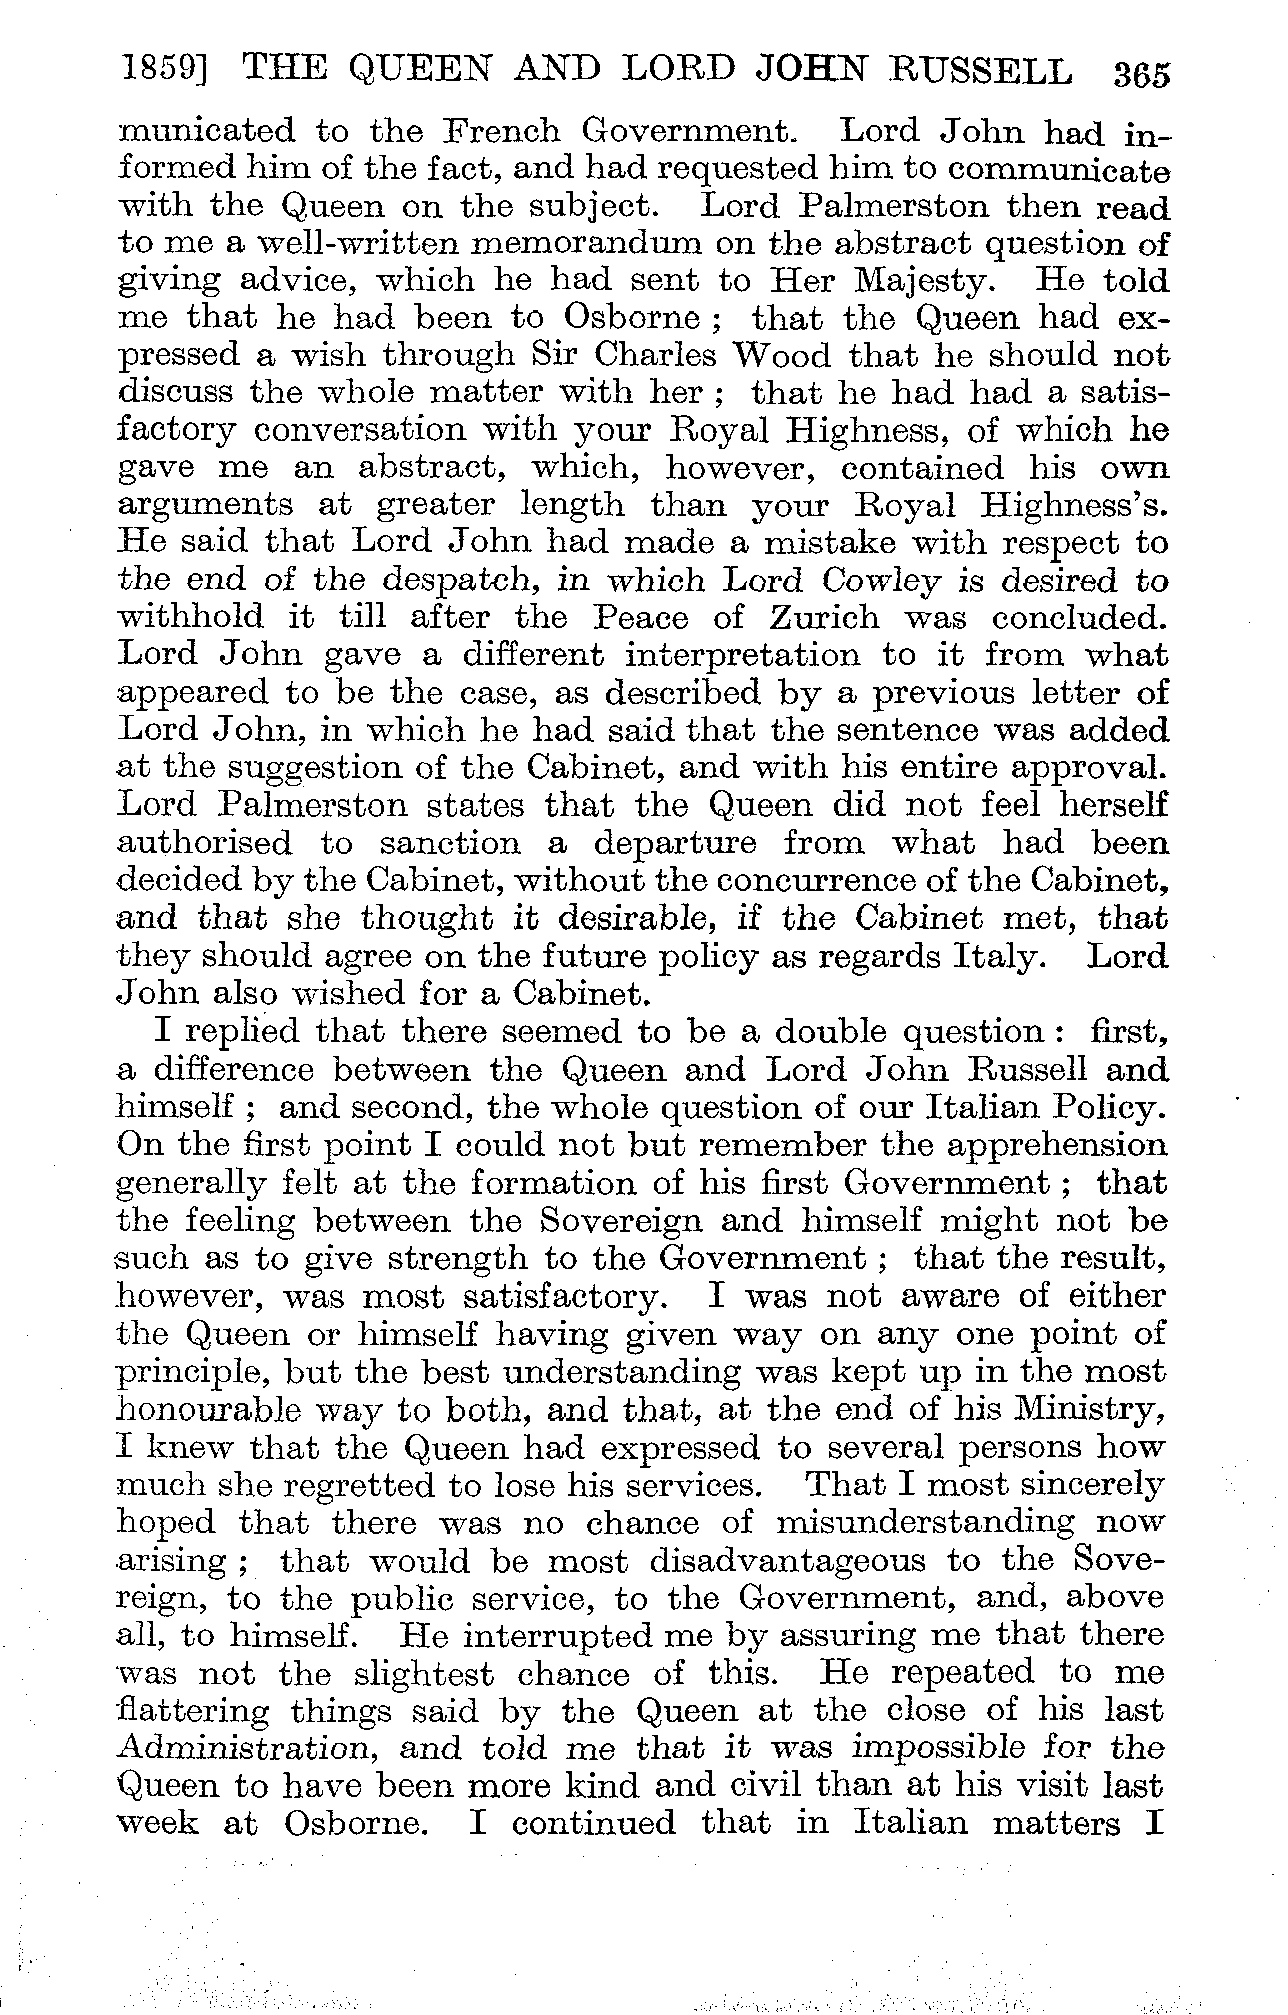 1859] THE QUEEN AND LORD JOHN RUSSELL 365
municated to the French Government. Lord John had in-
formed him of the fact, and had requested him to communicate
with the Queen on the subject. Lord Palmerston then read
to me a well-written memorandum on the abstract question of
giving advice, which he had sent to Her Majesty. He told
me that he had been to Osborne ; that the Queen had ex-
pressed a wish through Sir Charles Wood that he should not
discuss the whole matter with her ; that he had had a satis-
factory conversation with your Royal Highness, of which he
gave me an abstract, which, however, contained his own
arguments at greater length than your Royal Highness's.
He said that Lord John had made a mistake with respect to
the end of the despatch, in which Lord Cowley is desired to
withhold it till after the Peace of Zurich was concluded.
Lord John gave a different interpretation to it from what
appeared to be the case, as described by a previous letter of
Lord John, in which he had said that the sentence was added
at the suggestion of the Cabinet, and with his entire approval.
Lord Palmerston states that the Queen did not feel herself
authorised to sanction a departure from what had been
decided by the Cabinet, without the concurrence of the Cabinet,
and that she thought it desirable, if the Cabinet met, that
they should agree on the future policy as regards Italy. Lord
John also wished for a Cabinet.
I replied that there seemed to be a double question : first,
a difference between the Queen and Lord John Russell and
himself ; and second, the whole question of our Italian Policy.
On the first point I could not but remember the apprehension
generally felt at the formation of his first Government ; that
the feeling between the Sovereign and himself might not be
such as to give strength to the Government ; that the result,
however, was most satisfactory. I was not aware of either
the Queen or himself having given way on any one point of
principle, but the best understanding was kept up in the most
honourable way to both, and that, at the end of his Ministry,
I knew that the Queen had expressed to several persons how
much she regretted to lose his services. That I most sincerely
hoped that there was no chance of misunderstanding now
arising ; that would be most disadvantageous to the Sove-
reign, to the public service, to the Government, and, above
all, to himself. He interrupted me by assuring me that there
was not the slightest chance of this. He repeated to me
flattering things said by the Queen at the close of his last
Administration, and told me that it was impossible for the
Queen to have been more kind and civil than at his visit last
week at Osborne. I continued that in Italian matters I